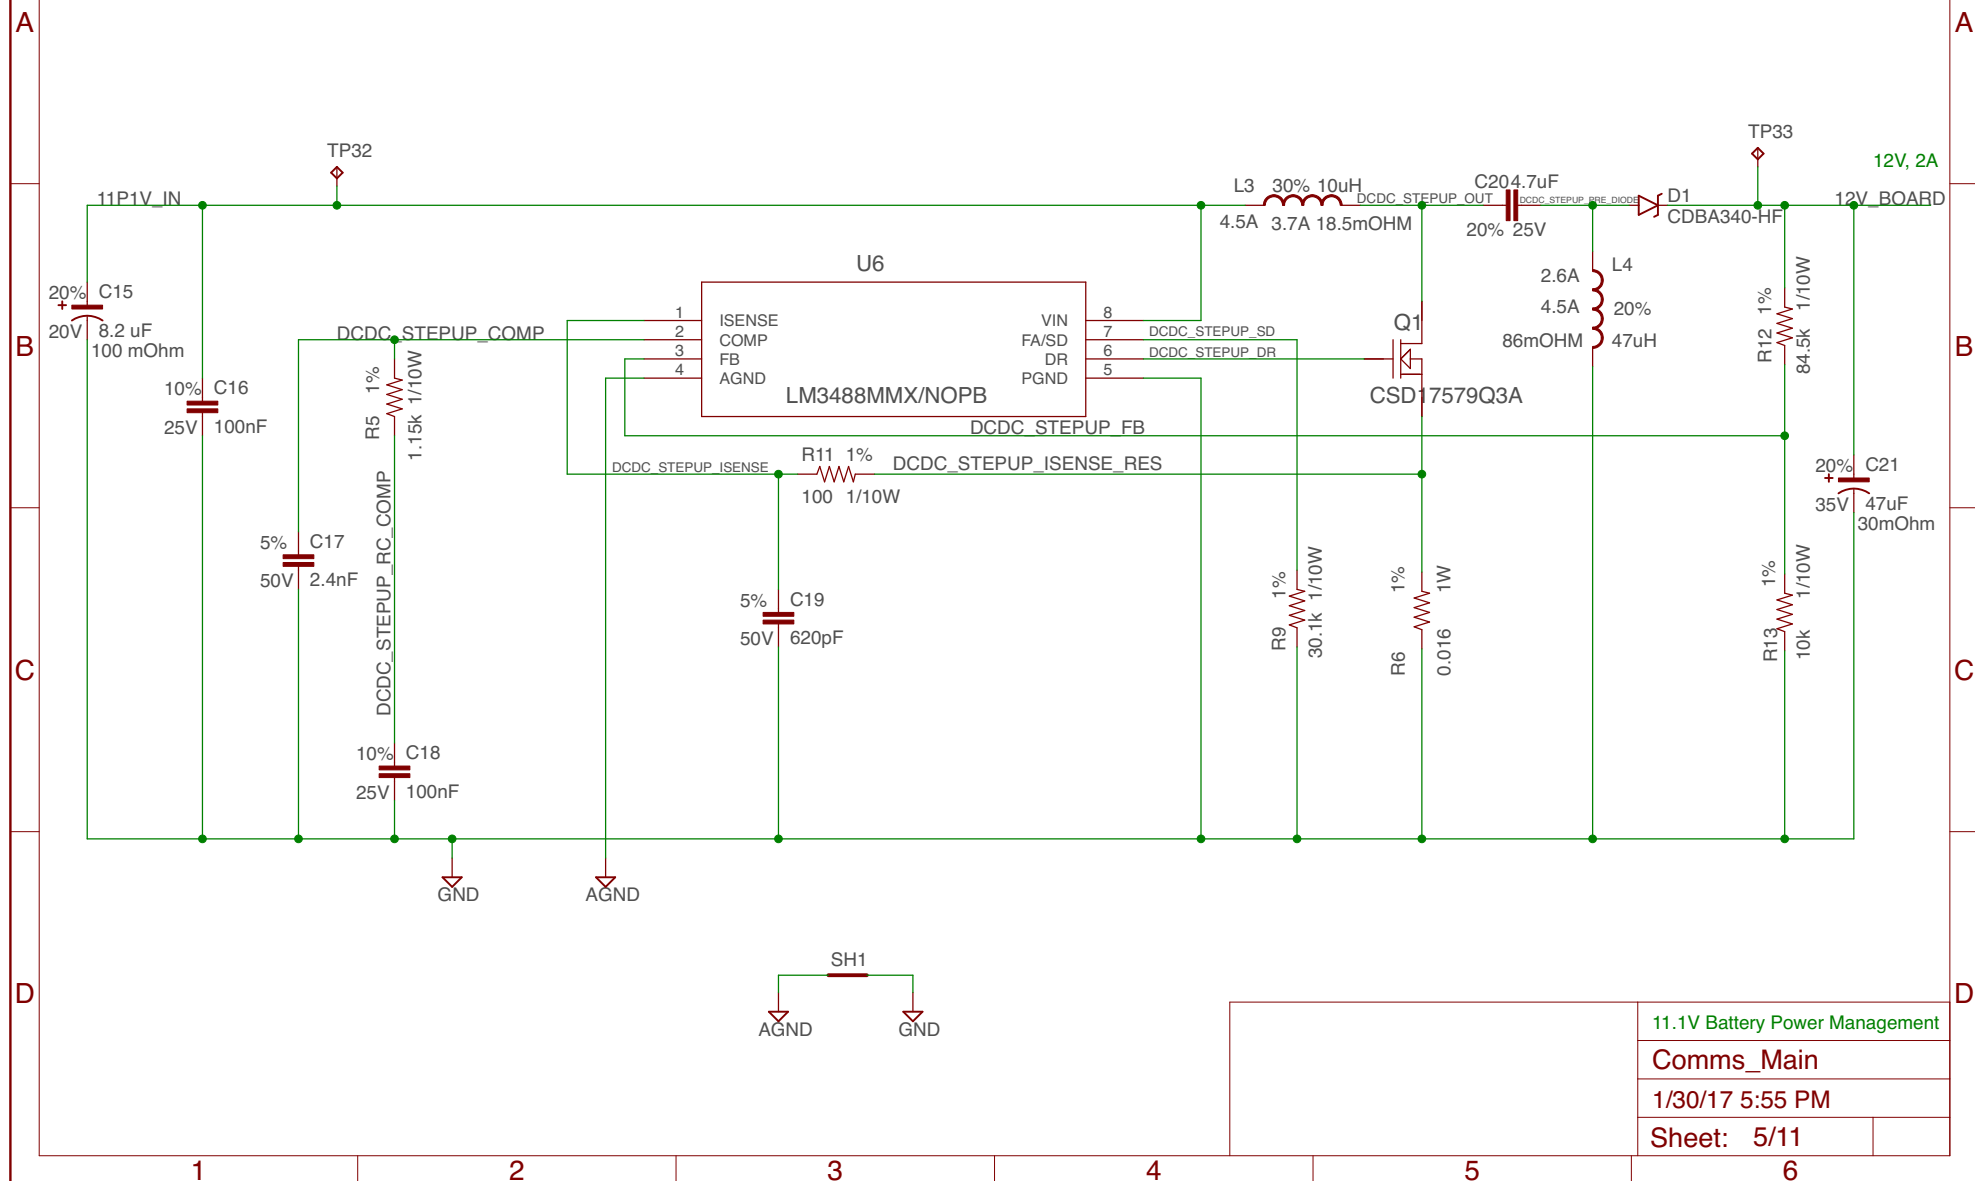 A
A
TP32
TP33
12V, 2A
11P1V_IN
L3 30% 10uH
4.5A 3.7A 18.5mOHM
DCDC_STEPUP_OUT
C204.7uF
20% 25V
DCDC_STEPUP_PRE_DIODE
D1
CDBA340-HF
12V_BOARD
20% C15
+
20V 8.2 uF
100 mOhm
B
B
10% C16
25V 100nF
DCDC_STEPUP_COMP
R5 1%
1.15k 1/10W
U6
1 ISENSE
2 COMP
3 FB
4 AGND
VIN 8
FA/SD 7
DR 6
PGND 5
LM3488MMX/NOPB
DCDC_STEPUP_SD
DCDC_STEPUP_DR
Q1
CSD17579Q3A
2.6A L4
4.5A 20%
86mOHM 47uH
R12 1%
84.5k 1/10W
DCDC_STEPUP_FB
DCDC_STEPUP_ISENSE
R11 1%
100 1/10W
DCDC_STEPUP_ISENSE_RES
20% C21
+
35V 47uF
30mOhm
DCDC_STEPUP_RC_COMP
5% C17
50V 2.4nF
5% C19
50V 620pF
R9 1%
30.1k 1/10W
R6 1%
0.016 1W
R13 1%
10k 1/10W
C
C
10% C18
25V 100nF
GND
AGND
SH1
AGND
GND
D
D
11.1V Battery Power Management
Comms_Main
1/30/17 5:55 PM
Sheet: 5/11
1 2 3 4 5 6